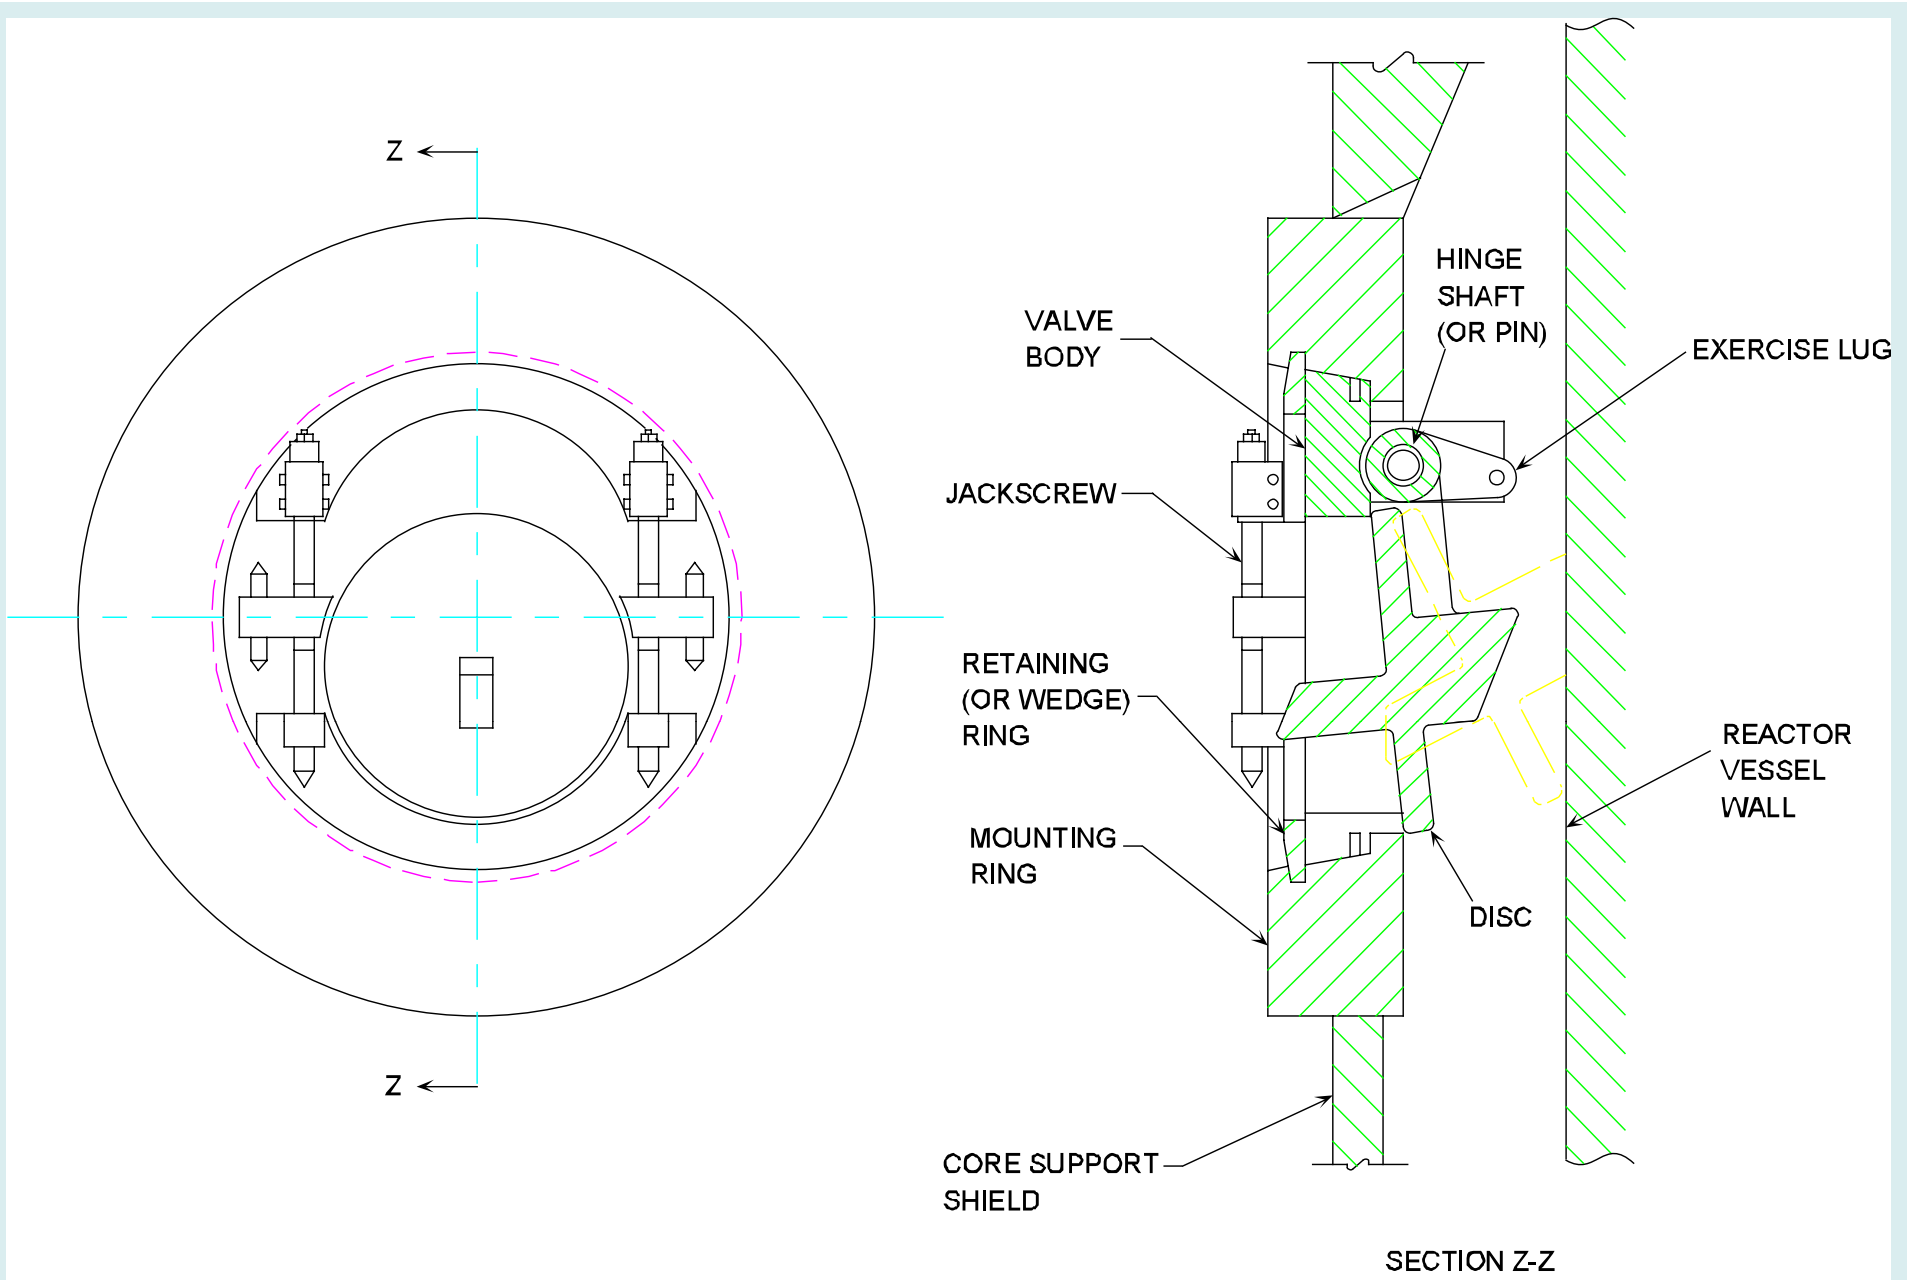 Z
Z
HINGE
SHAFT
(OR PIN)
VALVE
BODY
EXERCISE LUG
JACKSCREW
RETAINING
(OR WEDGE)
RING
REACTOR
VESSEL
WALL
MOUNTING
RING
DISC
CORE SUPPORT
SHIELD
SECTION Z-Z